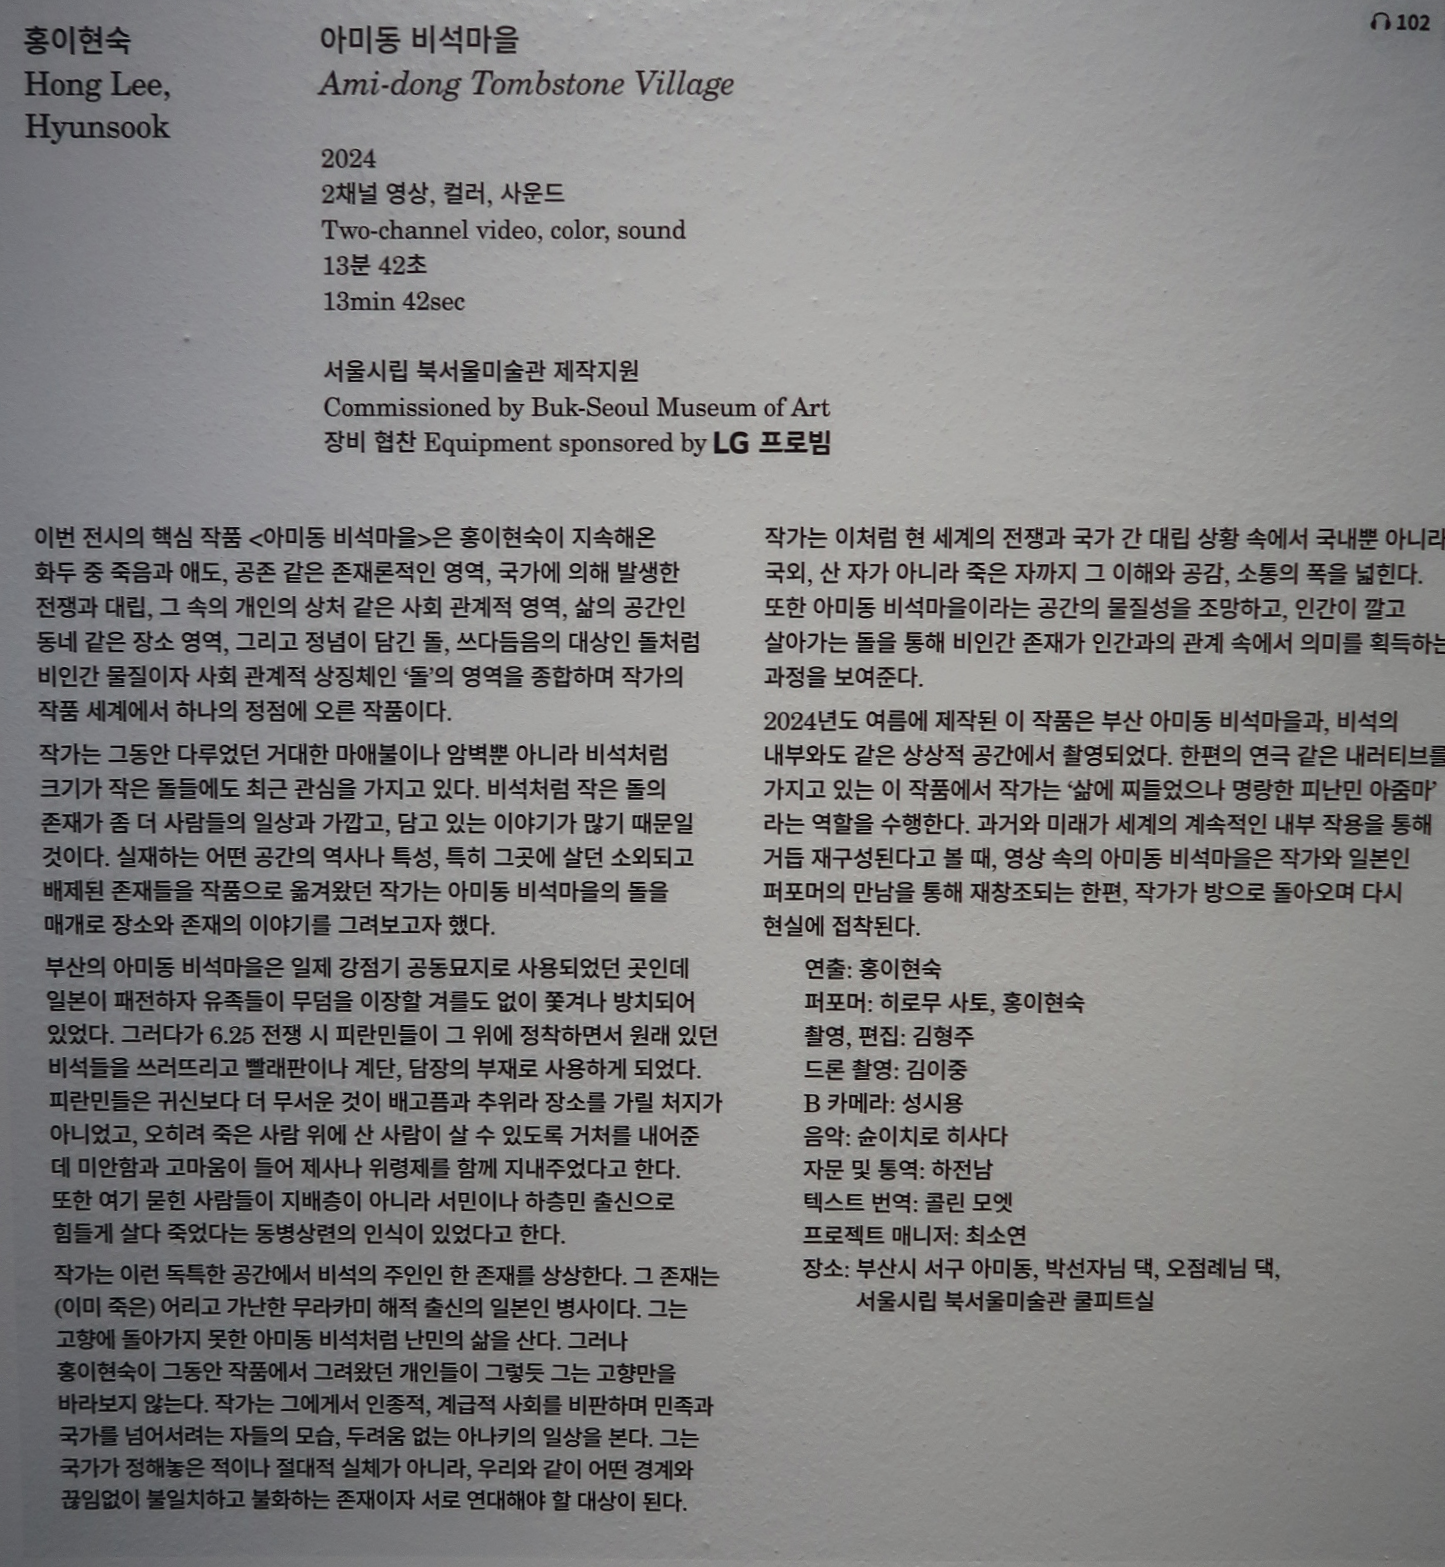 102
홍이현숙
Hong Lee,
Hyunsook
아미동 비석마을
Ami-dong Tombstone Village
2024
2채널 영상, 컬러, 사운드
Two-channel video, color, sound
13분 42초
13min 42sec
서울시립 북서울미술관 제작지원
Commissioned by Buk-Seoul Museum of Art
장비 협찬 Equipment sponsored by LG 프로빔
이번 전시의 핵심 작품 <아미동 비석마을>은 홍이현숙이 지속해온
화두 중 죽음과 애도, 공존 같은 존재론적인 영역, 국가에 의해 발생한
전쟁과 대립, 그 속의 개인의 상처 같은 사회 관계적 영역, 삶의 공간인
동네 같은 장소 영역, 그리고 정념이 담긴 돌, 쓰다듬음의 대상인 돌처럼
비인간 물질이자 사회 관계적 상징체인 ‘돌’의 영역을 종합하며 작가의
작품 세계에서 하나의 정점에 오른 작품이다.
작가는 그동안 다루었던 거대한 마애불이나 암벽뿐 아니라 비석처럼
크기가 작은 돌들에도 최근 관심을 가지고 있다. 비석처럼 작은 돌의
존재가 좀 더 사람들의 일상과 가깝고, 담고 있는 이야기가 많기 때문일
것이다. 실재하는 어떤 공간의 역사나 특성, 특히 그곳에 살던 소외되고
배제된 존재들을 작품으로 옮겨왔던 작가는 아미동 비석마을의 돌을
매개로 장소와 존재의 이야기를 그려보고자 했다.
부산의 아미동 비석마을은 일제 강점기 공동묘지로 사용되었던 곳인데
일본이 패전하자 유족들이 무덤을 이장할 겨를도 없이 쫓겨나 방치되어
있었다. 그러다가 6.25 전쟁 시 피란민들이 그 위에 정착하면서 원래 있던
비석들을 쓰러뜨리고 빨래판이나 계단, 담장의 부재로 사용하게 되었다.
피란민들은 귀신보다 더 무서운 것이 배고픔과 추위라 장소를 가릴 처지가
아니었고, 오히려 죽은 사람 위에 산 사람이 살 수 있도록 거처를 내어준
데 미안함과 고마움이 들어 제사나 위령제를 함께 지내주었다고 한다.
또한 여기 묻힌 사람들이 지배층이 아니라 서민이나 하층민 출신으로
힘들게 살다 죽었다는 동병상련의 인식이 있었다고 한다.
작가는 이런 독특한 공간에서 비석의 주인인 한 존재를 상상한다. 그 존재는
(이미 죽은) 어리고 가난한 무라카미 해적 출신의 일본인 병사이다. 그는
고향에 돌아가지 못한 아미동 비석처럼 난민의 삶을 산다. 그러나
홍이현숙이 그동안 작품에서 그려왔던 개인들이 그렇듯 그는 고향만을
바라보지 않는다. 작가는 그에게서 인종적, 계급적 사회를 비판하며 민족과
국가를 넘어서려는 자들의 모습, 두려움 없는 아나키의 일상을 본다. 그는
국가가 정해놓은 적이나 절대적 실체가 아니라, 우리와 같이 어떤 경계와
끊임없이 불일치하고 불화하는 존재이자 서로 연대해야 할 대상이 된다.
작가는 이처럼 현 세계의 전쟁과 국가 간 대립 상황 속에서 국내뿐 아니라
국외, 산 자가 아니라 죽은 자까지 그 이해와 공감, 소통의 폭을 넓힌다.
또한 아미동 비석마을이라는 공간의 물질성을 조망하고, 인간이 깔고
살아가는 돌을 통해 비인간 존재가 인간과의 관계 속에서 의미를 획득하는
과정을 보여준다.
2024년도 여름에 제작된 이 작품은 부산 아미동 비석마을과, 비석의
내부와도 같은 상상적 공간에서 촬영되었다. 한편의 연극 같은 내러티브를
가지고 있는 이 작품에서 작가는 ‘삶에 찌들었으나 명랑한 피난민 아줌마’
라는 역할을 수행한다. 과거와 미래가 세계의 계속적인 내부 작용을 통해
거듭 재구성된다고 볼 때, 영상 속의 아미동 비석마을은 작가와 일본인
퍼포머의 만남을 통해 재창조되는 한편, 작가가 방으로 돌아오며 다시
현실에 접착된다.
연출: 홍이현숙
퍼포머: 히로무 사토, 홍이현숙
촬영, 편집: 김형주
드론 촬영: 김이중
B 카메라: 성시용
음악: 슌이치로 히사다
자문 및 통역: 하전남
텍스트 번역: 콜린 모엣
프로젝트 매니저: 최소연
장소: 부산시 서구 아미동, 박선자님 댁, 오점례님 댁,
서울시립 북서울미술관 쿨피트실